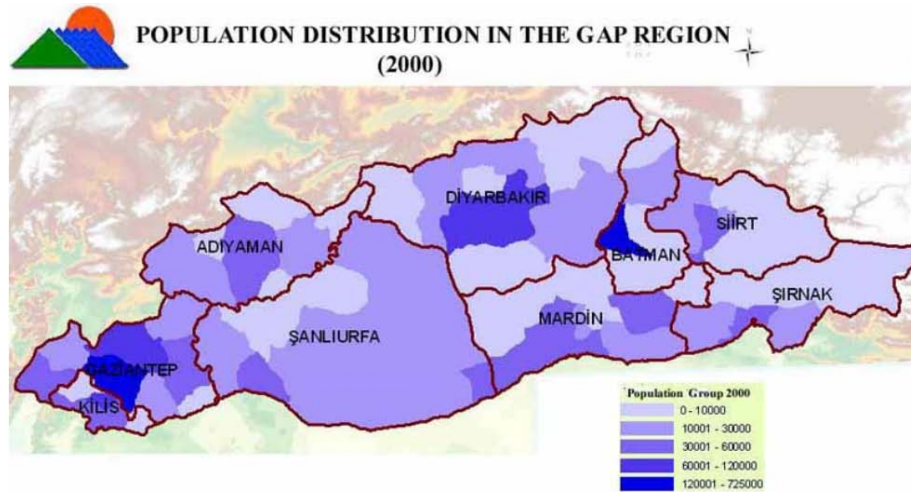 POPULATION DISTRIBUTION IN THE GAP REGION
(2000)
DİYARBAKIR
SİİRT
ADIYAMAN
BATMAN
ŞIRNAK
MARDİN
ŞANLIURFA
GAZİANTEP
KİLİS
Population Group 2000
0 - 10000
10001 - 30000
30001 - 60000
60001 - 120000
120001 - 725000